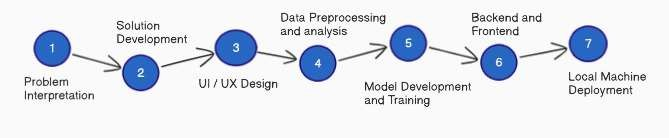 1
Problem
Interpretation
Solution
Development
2
3
UI / UX Design
Data Preprocessing
and analysis
4
5
Model Development
and Training
Backend and
Frontend
6
7
Local Machine
Deployment